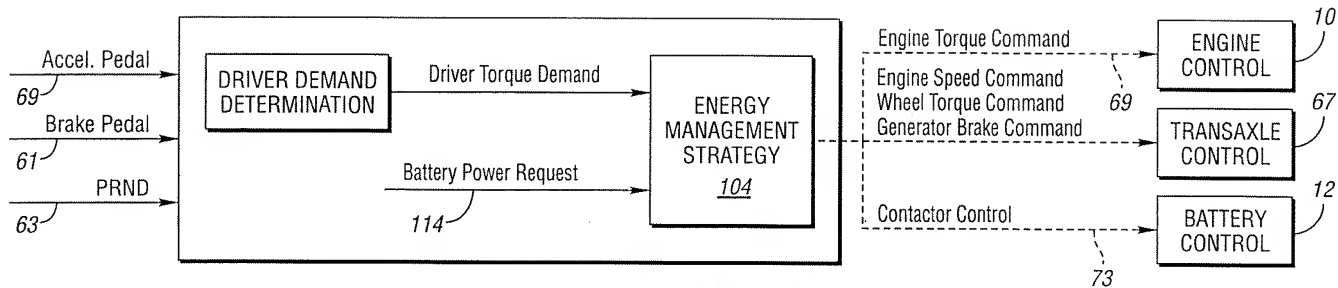 Accel. Pedal
69
Brake Pedal
61
PRND
63
DRIVER DEMAND
DETERMINATION
Driver Torque Demand
Battery Power Request
114
ENERGY
MANAGEMENT
STRATEGY
104
Engine Torque Command
69
Engine Speed Command
Wheel Torque Command
Generator Brake Command
Contactor Control
73
10
ENGINE
CONTROL
67
TRANSAXLE
CONTROL
12
BATTERY
CONTROL